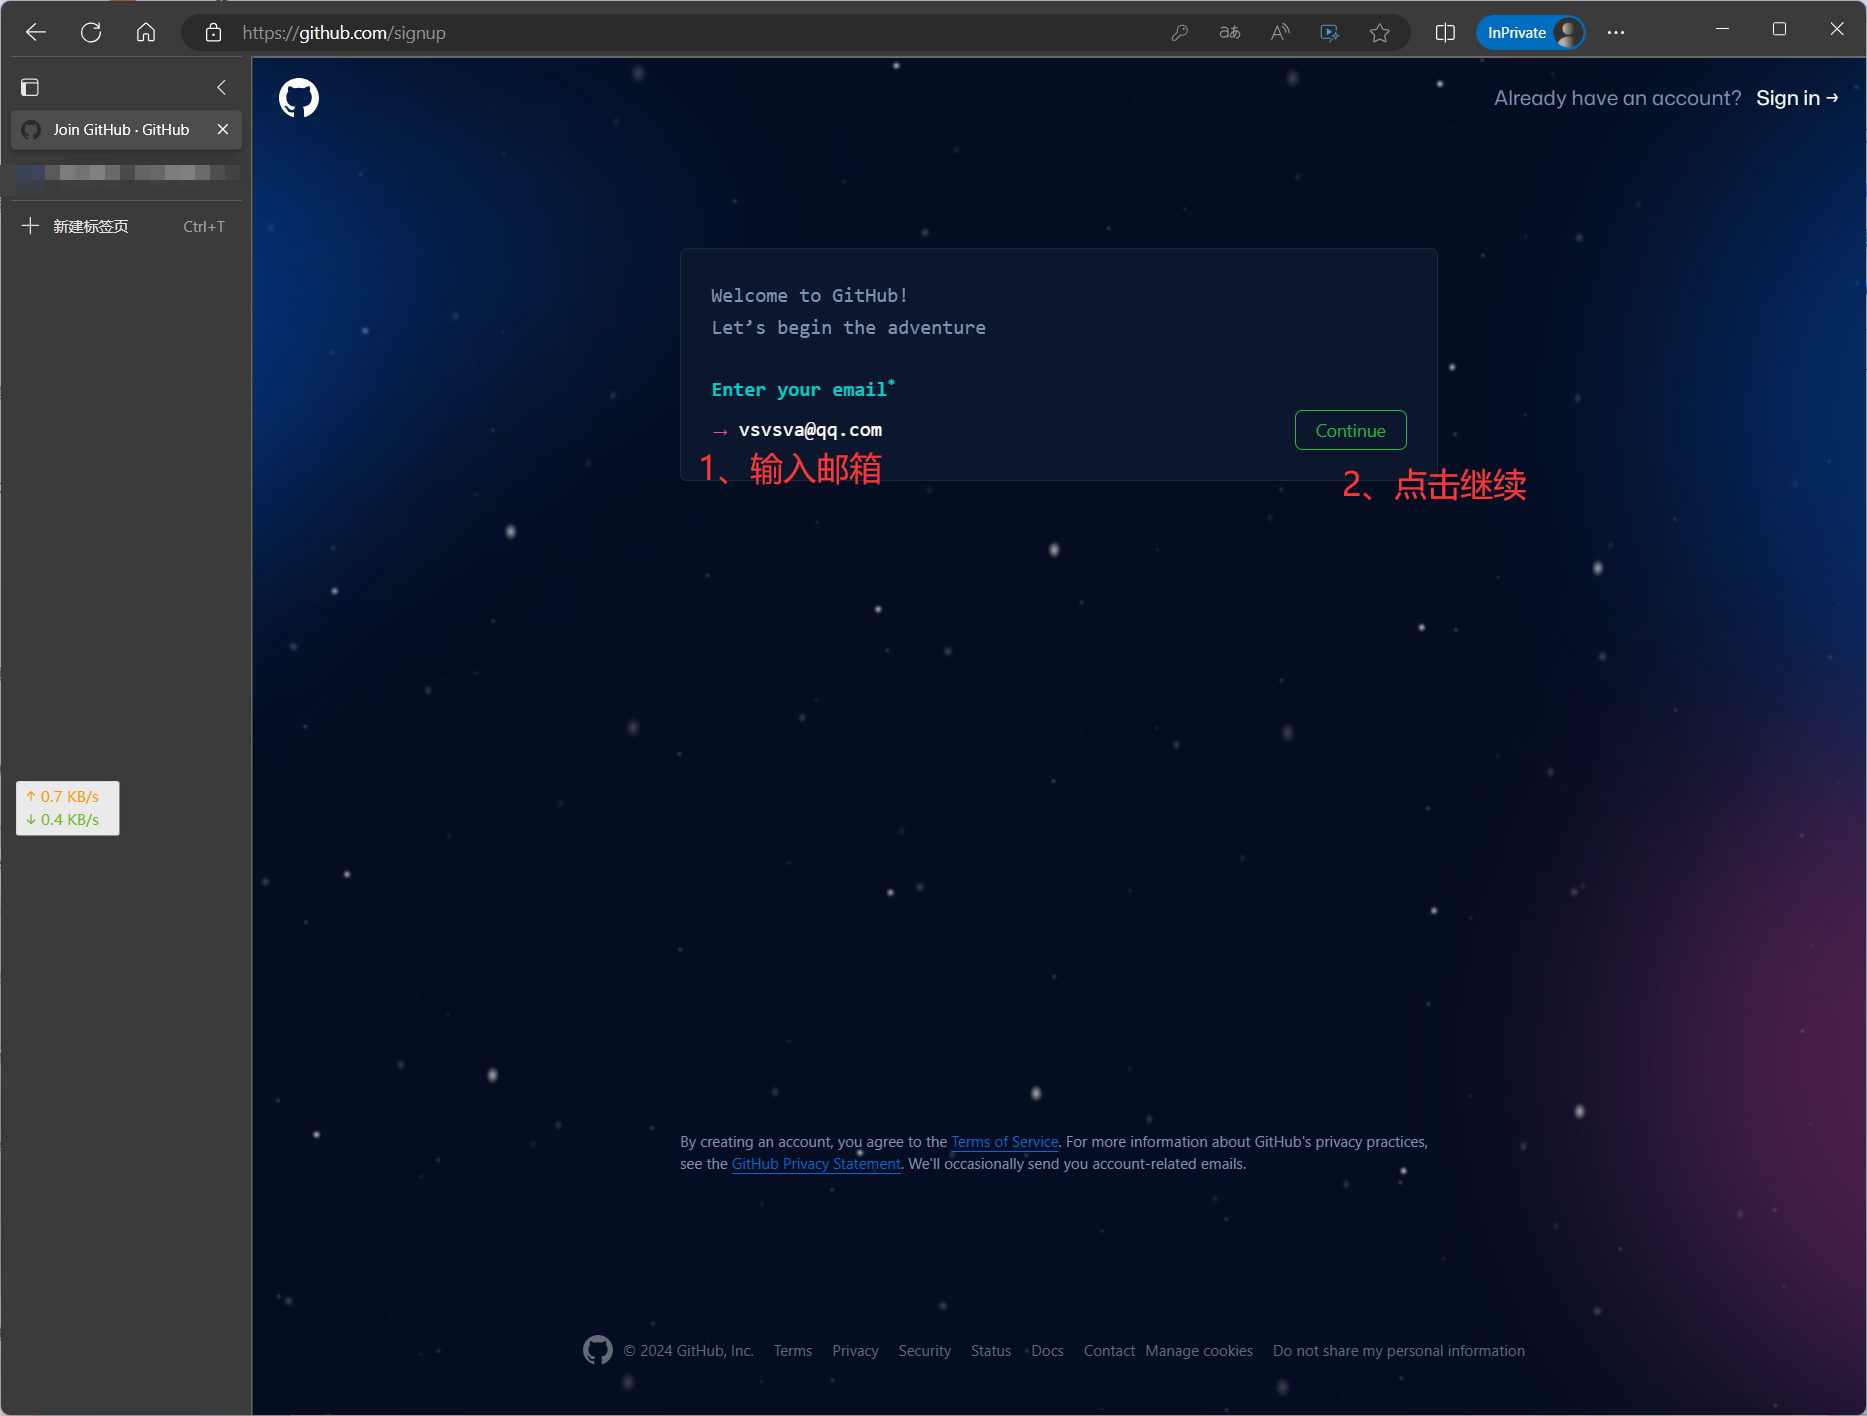 https://github.com/signup
InPrivate
Join GitHub · GitHub
新建标签页 Ctrl+T
Already have an account? Sign in →
Welcome to GitHub!
Let’s begin the adventure
Enter your email*
→ vsvsva@qq.com
Continue
1、输入邮箱
2、点击继续
↑ 0.7 KB/s
↓ 0.4 KB/s
By creating an account, you agree to the Terms of Service. For more information about GitHub's privacy practices,
see the GitHub Privacy Statement. We'll occasionally send you account-related emails.
© 2024 GitHub, Inc. Terms Privacy Security Status Docs Contact Manage cookies Do not share my personal information